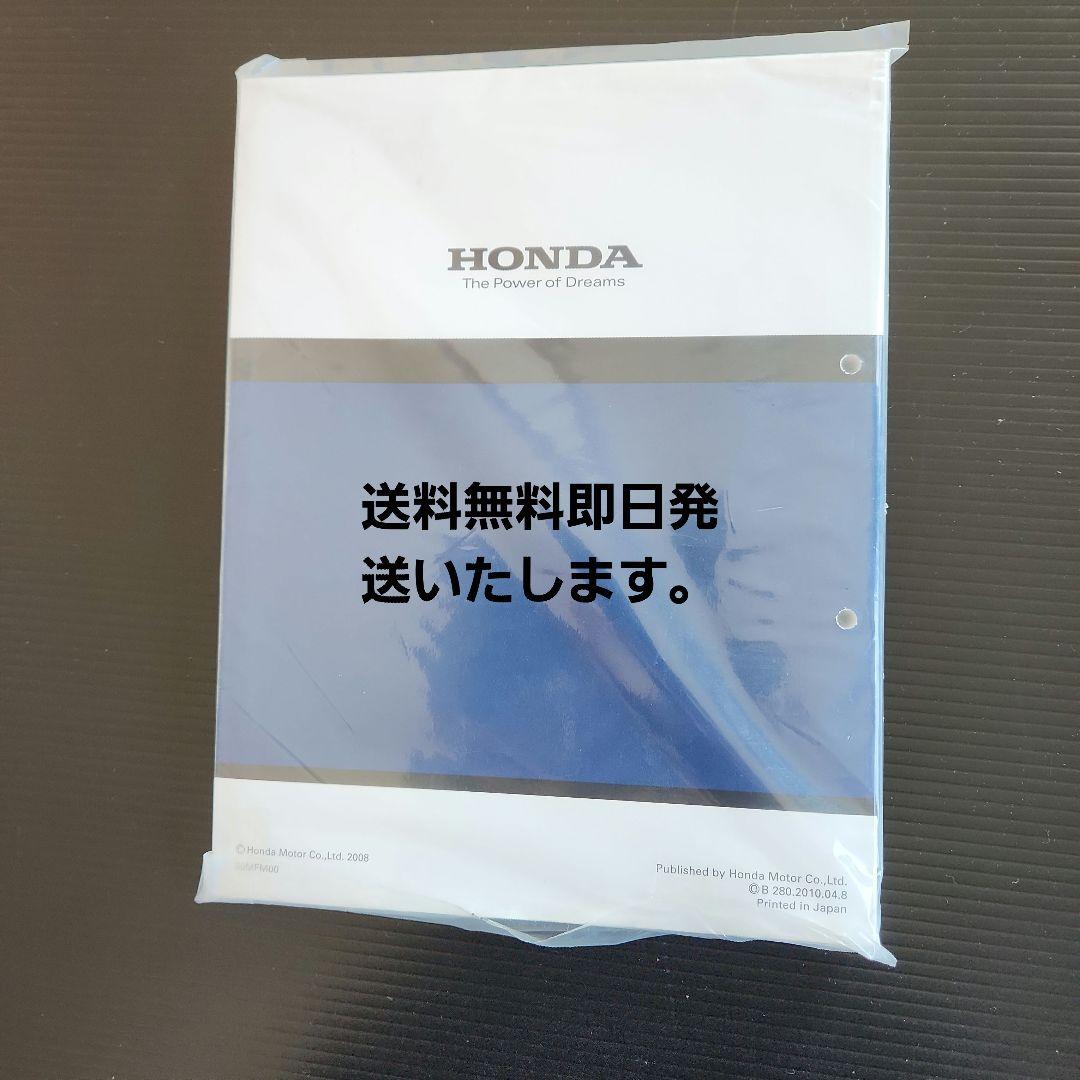 HONDA
The Power of Dreams
送料無料即日発
送いたします。
©Honda Motor Co.,Ltd. 2008
Published by Honda Motor Co.,Ltd.
©B 280.2010.04.8
Printed in Japan